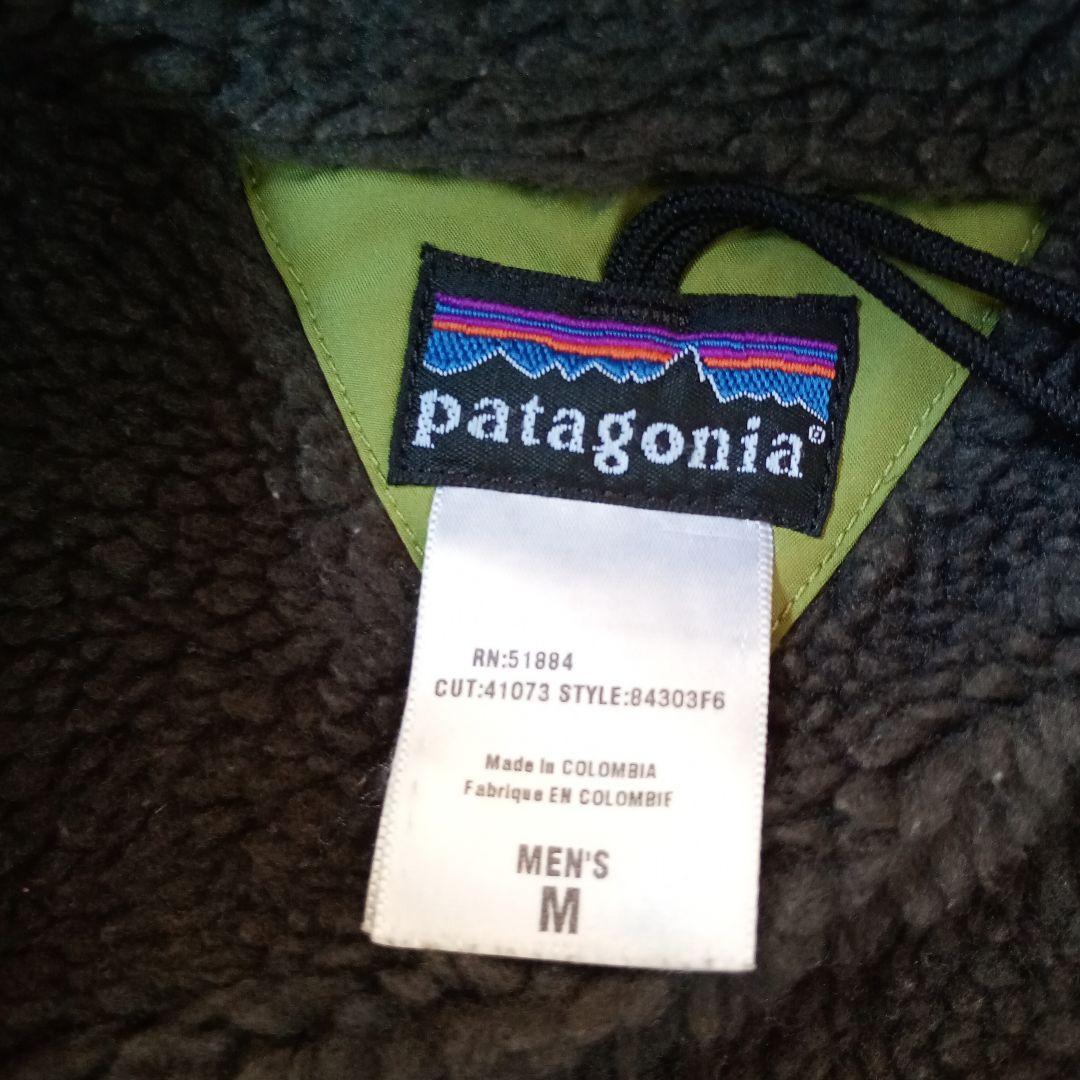 patagonia®
RN:51884
CUT:41073 STYLE:84303F6
Made in COLOMBIA
Fabrique EN COLOMBIE
MEN'S
M